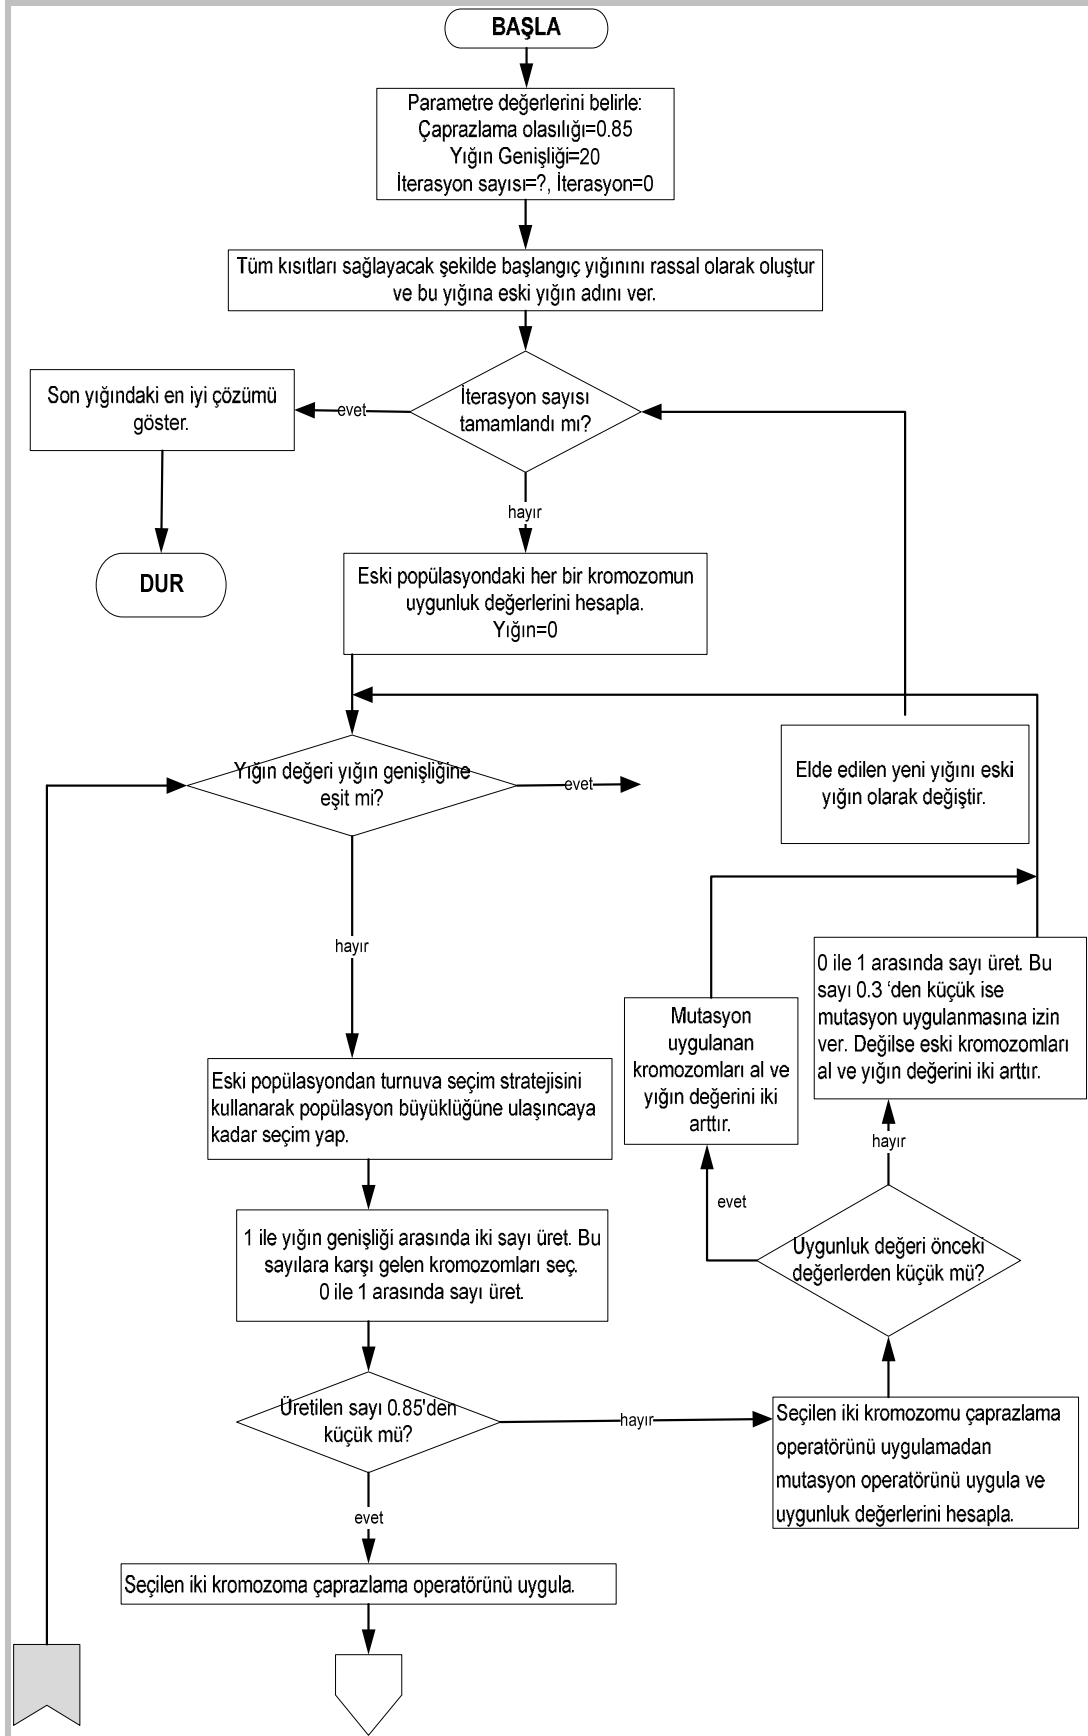 BAŞLA
Parametre değerlerini belirle:
Çaprazlama olasılığı=0.85
Yığın Genişliği=20
İterasyon sayısı=?, İterasyon=0
Tüm kısıtları sağlayacak şekilde başlangıç yığınını rassal olarak oluştur
ve bu yığına eski yığın adını ver.
İterasyon sayısı
tamamlandı mı?
evet
Son yığındaki en iyi çözümü
göster.
DUR
hayır
Eski popülasyondaki her bir kromozomun
uygunluk değerlerini hesapla.
Yığın=0
Yığın değeri yığın genişliğine
eşit mi?
evet
Elde edilen yeni yığını eski
yığın olarak değiştir.
hayır
Eski popülasyondan turnuva seçim stratejisini
kullanarak popülasyon büyüklüğüne ulaşıncaya
kadar seçim yap.
1 ile yığın genişliği arasında iki sayı üret. Bu
sayılara karşı gelen kromozomları seç.
0 ile 1 arasında sayı üret.
Üretilen sayı 0.85'den
küçük mü?
hayır
Seçilen iki kromozomu çaprazlama
operatörünü uygulamadan
mutasyon operatörünü uygula ve
uygunluk değerlerini hesapla.
Uygunluk değeri önceki
değerlerden küçük mü?
evet
Mutasyon
uygulanan
kromozomları al ve
yığın değerini iki
arttır.
hayır
0 ile 1 arasında sayı üret. Bu
sayı 0.3 ‘den küçük ise
mutasyon uygulanmasına izin
ver. Değilse eski kromozomları
al ve yığın değerini iki arttır.
evet
Seçilen iki kromozoma çaprazlama operatörünü uygula.